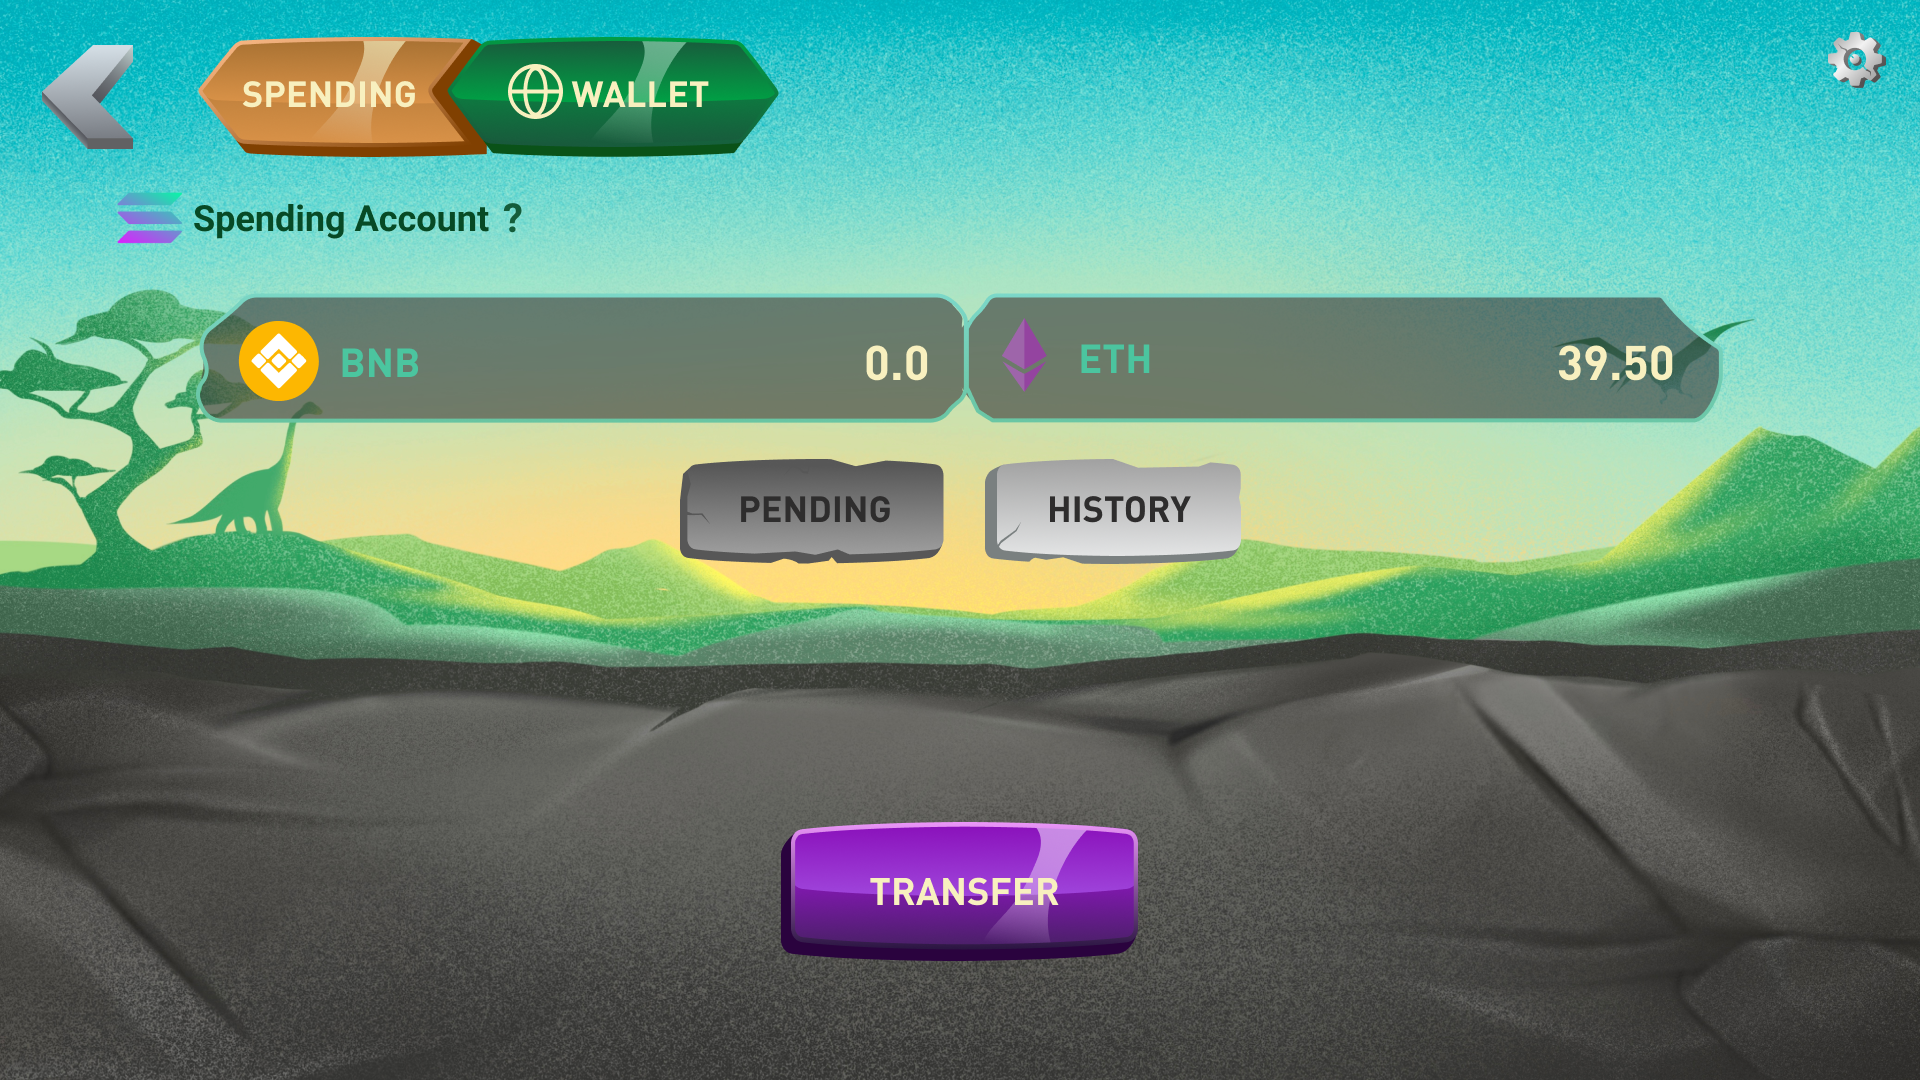 SPENDING
WALLET
Spending Account ?
BNB
0.0
ETH
39.50
PENDING
HISTORY
TRANSFER